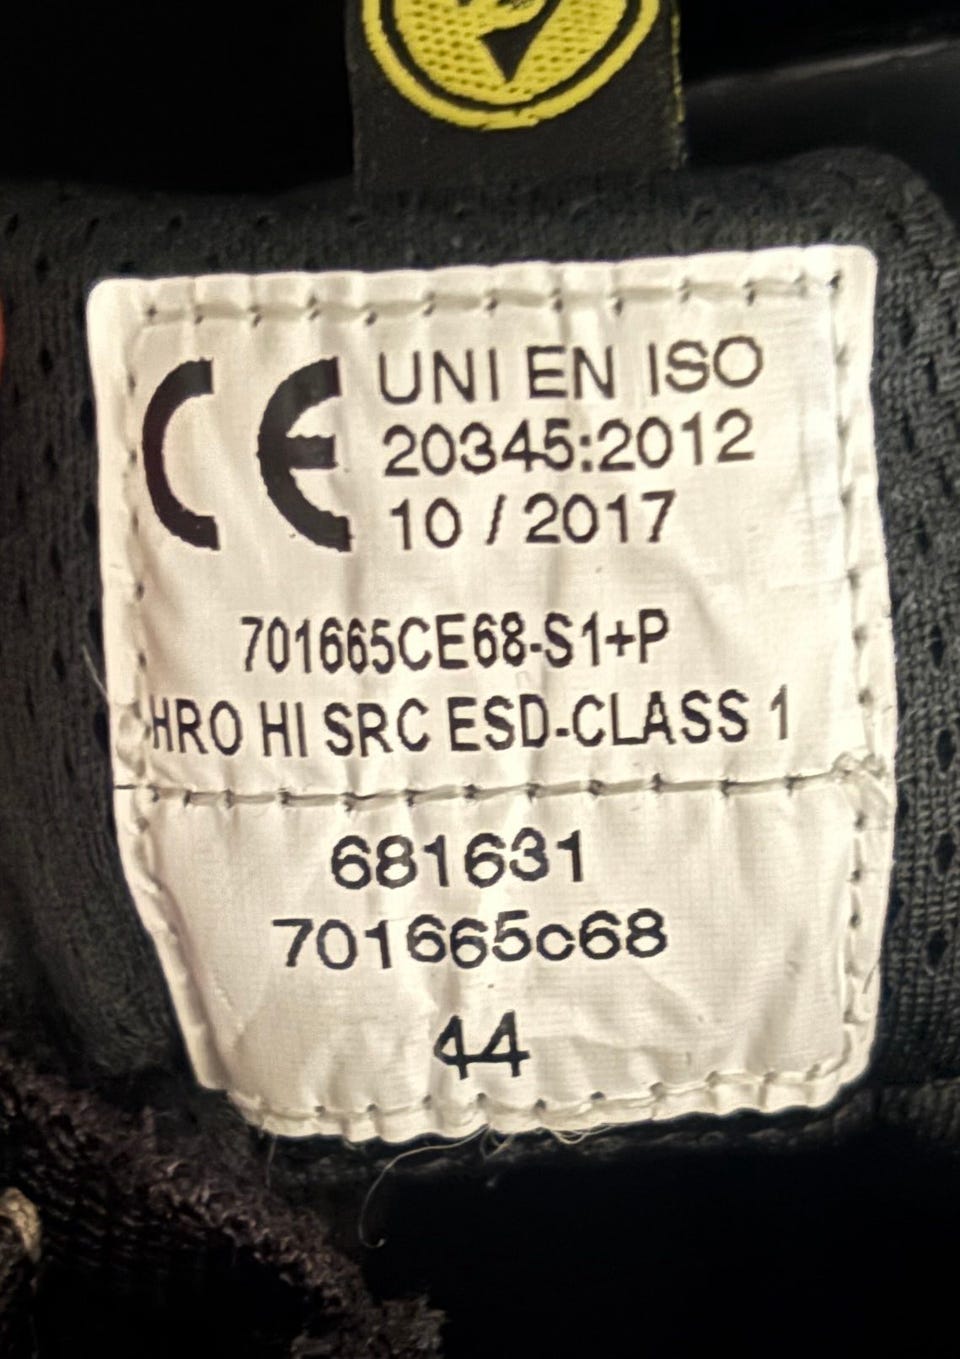 CE
UNI EN ISO
20345:2012
10 / 2017
701665CE68-S1+P
HRO HI SRC ESD-CLASS 1
681631
701665c68
44